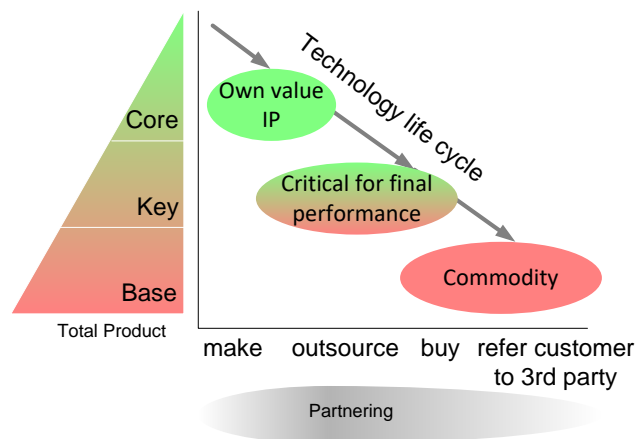 Technology life cycle
Own value
IP
Core
Critical for final
performance
Key
Commodity
Base
Total Product
make outsource buy refer customer
to 3rd party
Partnering